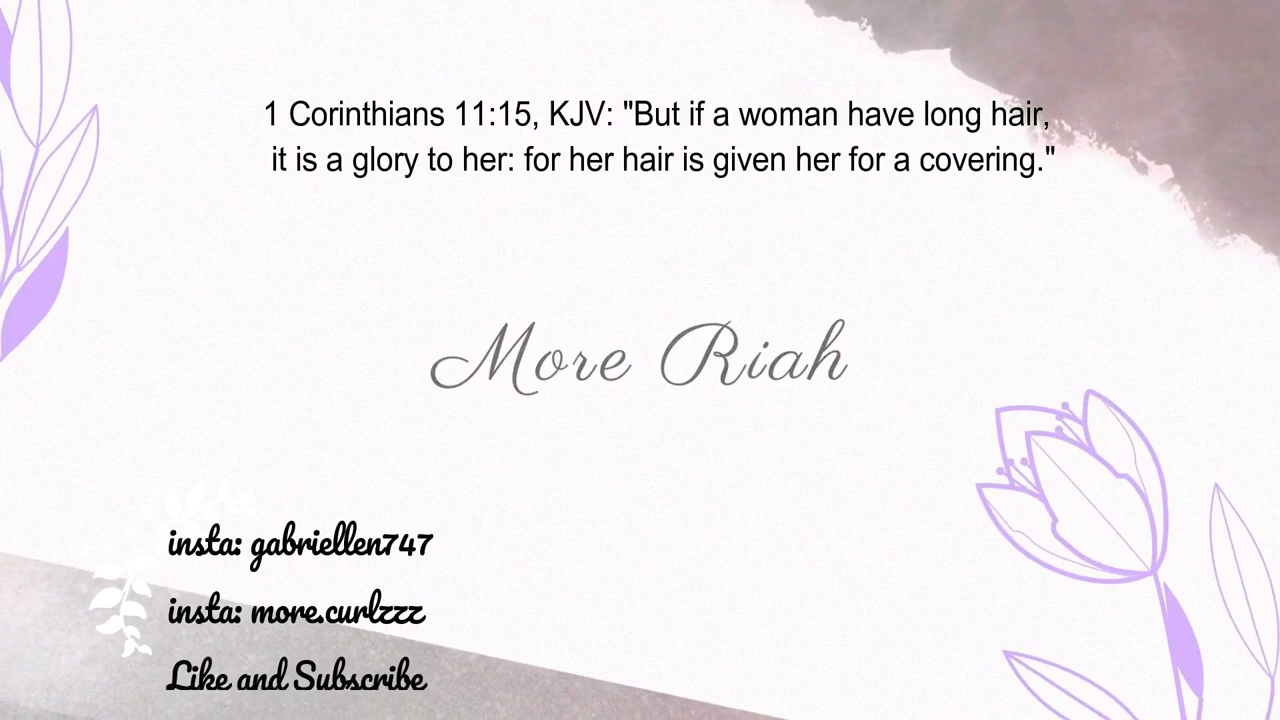 1 Corinthians 11:15, KJV: "But if a woman have long hair,
it is a glory to her: for her hair is given her for a covering."
More Riah
insta: gabriellen747
insta: more.curlzzz
Like and Subscribe